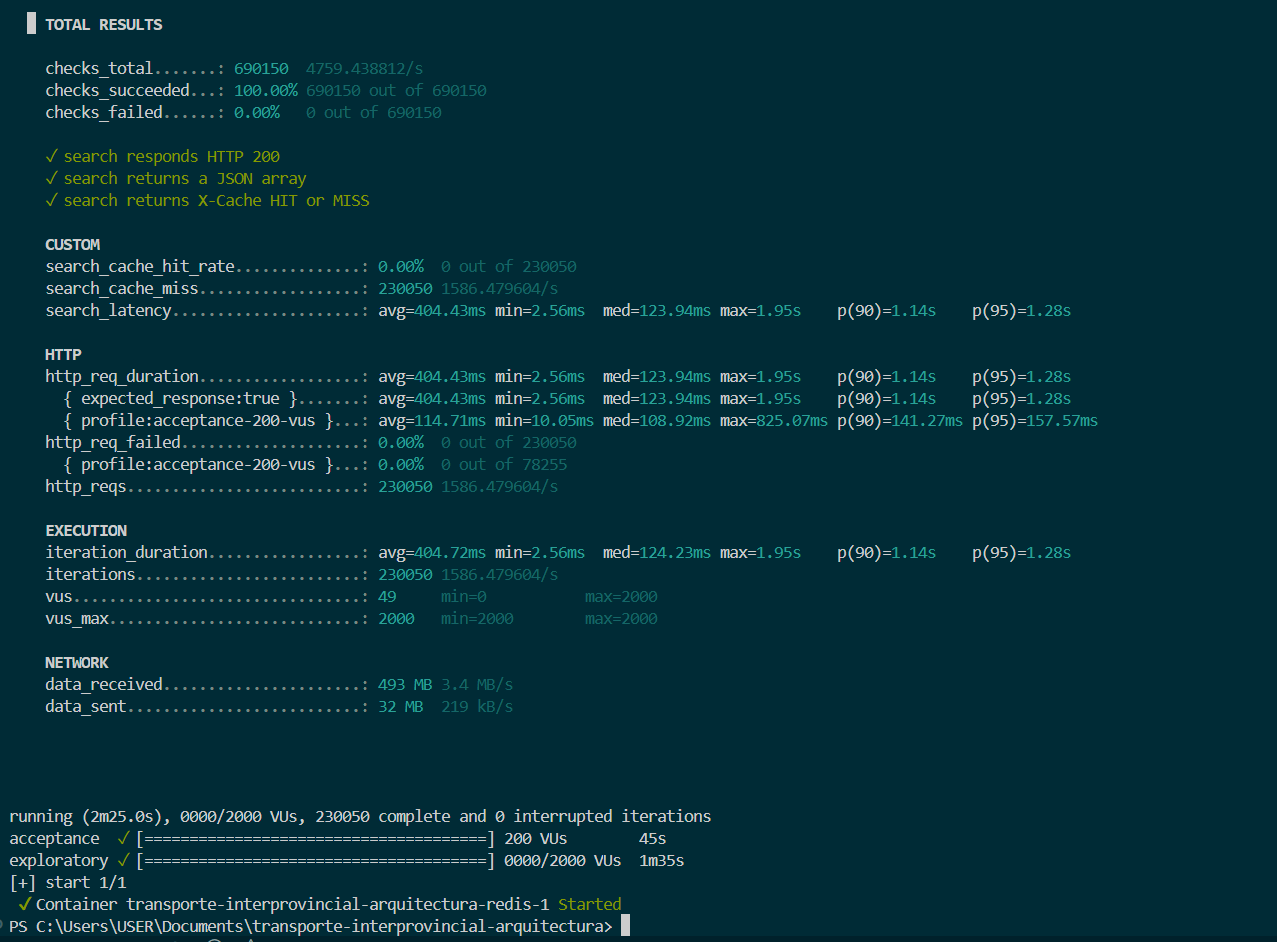 TOTAL RESULTS
checks_total.......: 690150 4759.438812/s
checks_succeeded...: 100.00% 690150 out of 690150
checks_failed......: 0.00% 0 out of 690150
✓ search responds HTTP 200
✓ search returns a JSON array
✓ search returns X-Cache HIT or MISS
CUSTOM
search_cache_hit_rate..............: 0.00% 0 out of 230050
search_cache_miss..................: 230050 1586.479604/s
search_latency.....................: avg=404.43ms min=2.56ms med=123.94ms max=1.95s p(90)=1.14s p(95)=1.28s
HTTP
http_req_duration..................: avg=404.43ms min=2.56ms med=123.94ms max=1.95s p(90)=1.14s p(95)=1.28s
{ expected_response:true }.......: avg=404.43ms min=2.56ms med=123.94ms max=1.95s p(90)=1.14s p(95)=1.28s
{ profile:acceptance-200-vus }...: avg=114.71ms min=10.05ms med=108.92ms max=825.07ms p(90)=141.27ms p(95)=157.57ms
http_req_failed....................: 0.00% 0 out of 230050
{ profile:acceptance-200-vus }...: 0.00% 0 out of 78255
http_reqs..........................: 230050 1586.479604/s
EXECUTION
iteration_duration.................: avg=404.72ms min=2.56ms med=124.23ms max=1.95s p(90)=1.14s p(95)=1.28s
iterations.........................: 230050 1586.479604/s
vus................................: 49 min=0 max=2000
vus_max............................: 2000 min=2000 max=2000
NETWORK
data_received......................: 493 MB 3.4 MB/s
data_sent..........................: 32 MB 219 kB/s
running (2m25.0s), 0000/2000 VUs, 230050 complete and 0 interrupted iterations
acceptance ✓ [======================================] 200 VUs 45s
exploratory ✓ [======================================] 0000/2000 VUs 1m35s
[+] start 1/1
✓ Container transporte-interprovincial-arquitectura-redis-1 Started
PS C:\Users\USER\Documents\transporte-interprovincial-arquitectura>